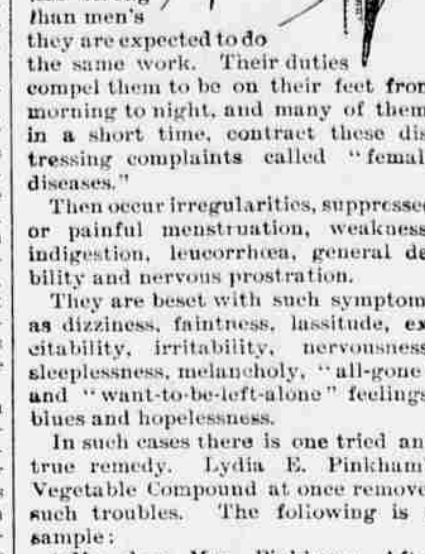 than men's
they are expected to do
the same work. Their duties
compel them to be on their feet from
morning to night, and many of them
in a short time, contract these dis
tressing complaints called "femal
diseases."
Then occur irregularities, suppressed
or painful menstruation, weakness
indigestion, leucorrhœa, general de
bility and nervous prostration.
They are beset with such symptom
as dizziness, faintness, lassitude, ex
citability, irritability, nervousness
sleeplessness, melancholy, "all-gone
and "want-to-be-left-alone" feelings
blues and hopelessness.
In such cases there is one tried an
true remedy. Lydia E. Pinkham'
Vegetable Compound at once remove
such troubles. The following is
sample: